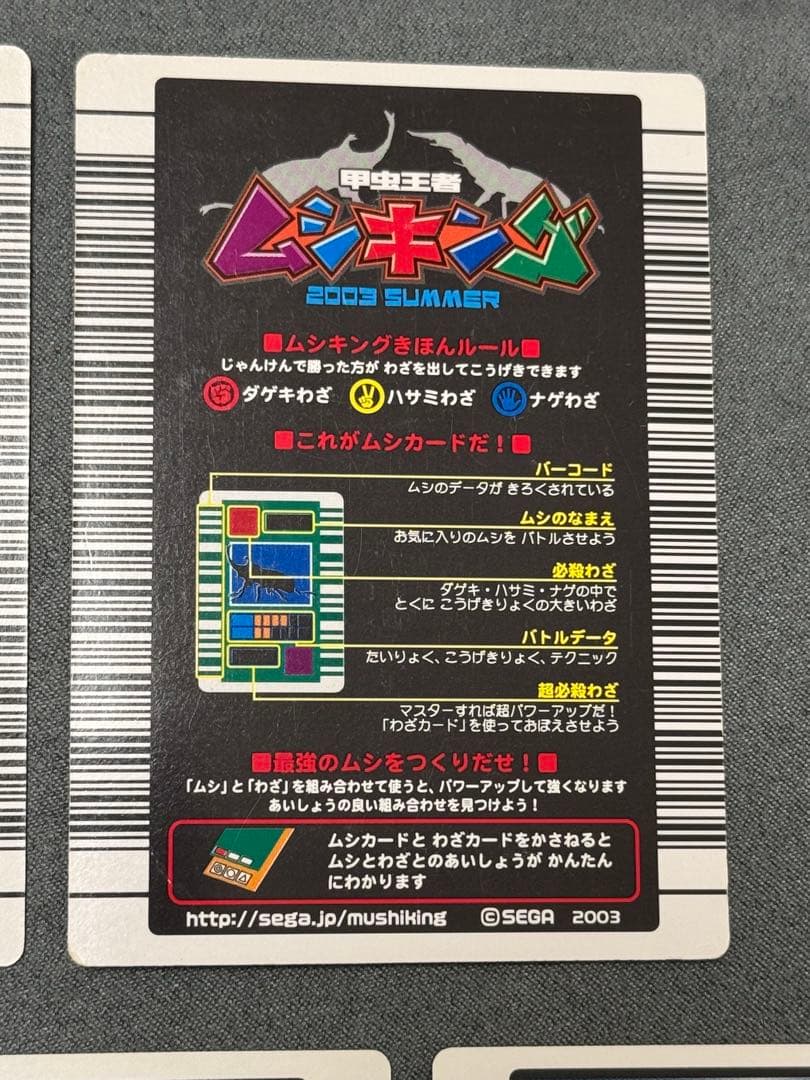 甲虫王者
ムシキング
2003 SUMMER
■ムシキングきほんルール■
じゃんけんで勝った方が わざを出してこうげきできます
ダゲキわざ ハサミわざ ナゲわざ
■これがムシカードだ！■
バーコード
ムシのデータが きろくされている
ムシのなまえ
お気に入りのムシを バトルさせよう
必殺わざ
ダゲキ・ハサミ・ナゲの中で
とくに こうげきりょくの大きいわざ
バトルデータ
たいりょく、こうげきりょく、テクニック
超必殺わざ
マスターすれば超パワーアップだ！
「わざカード」を使っておぼえさせよう
■最強のムシをつくりだせ！■
「ムシ」と「わざ」を組み合わせて使うと、パワーアップして強くなります
あいしょうの良い組み合わせを見つけよう！
ムシカードと わざカードをかさねると
ムシとわざとのあいしょうが かんたん
にわかります
http://sega.jp/mushiking ©SEGA 2003